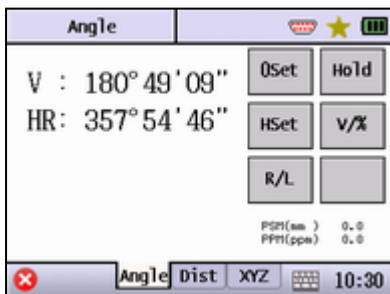 Angle
V : 180°49'09" 0Set Hold
HR: 357°54'46" HSet V/%
R/L
PSM(mm ) 0.0
PPM(ppm) 0.0
Angle Dist XYZ 10:30